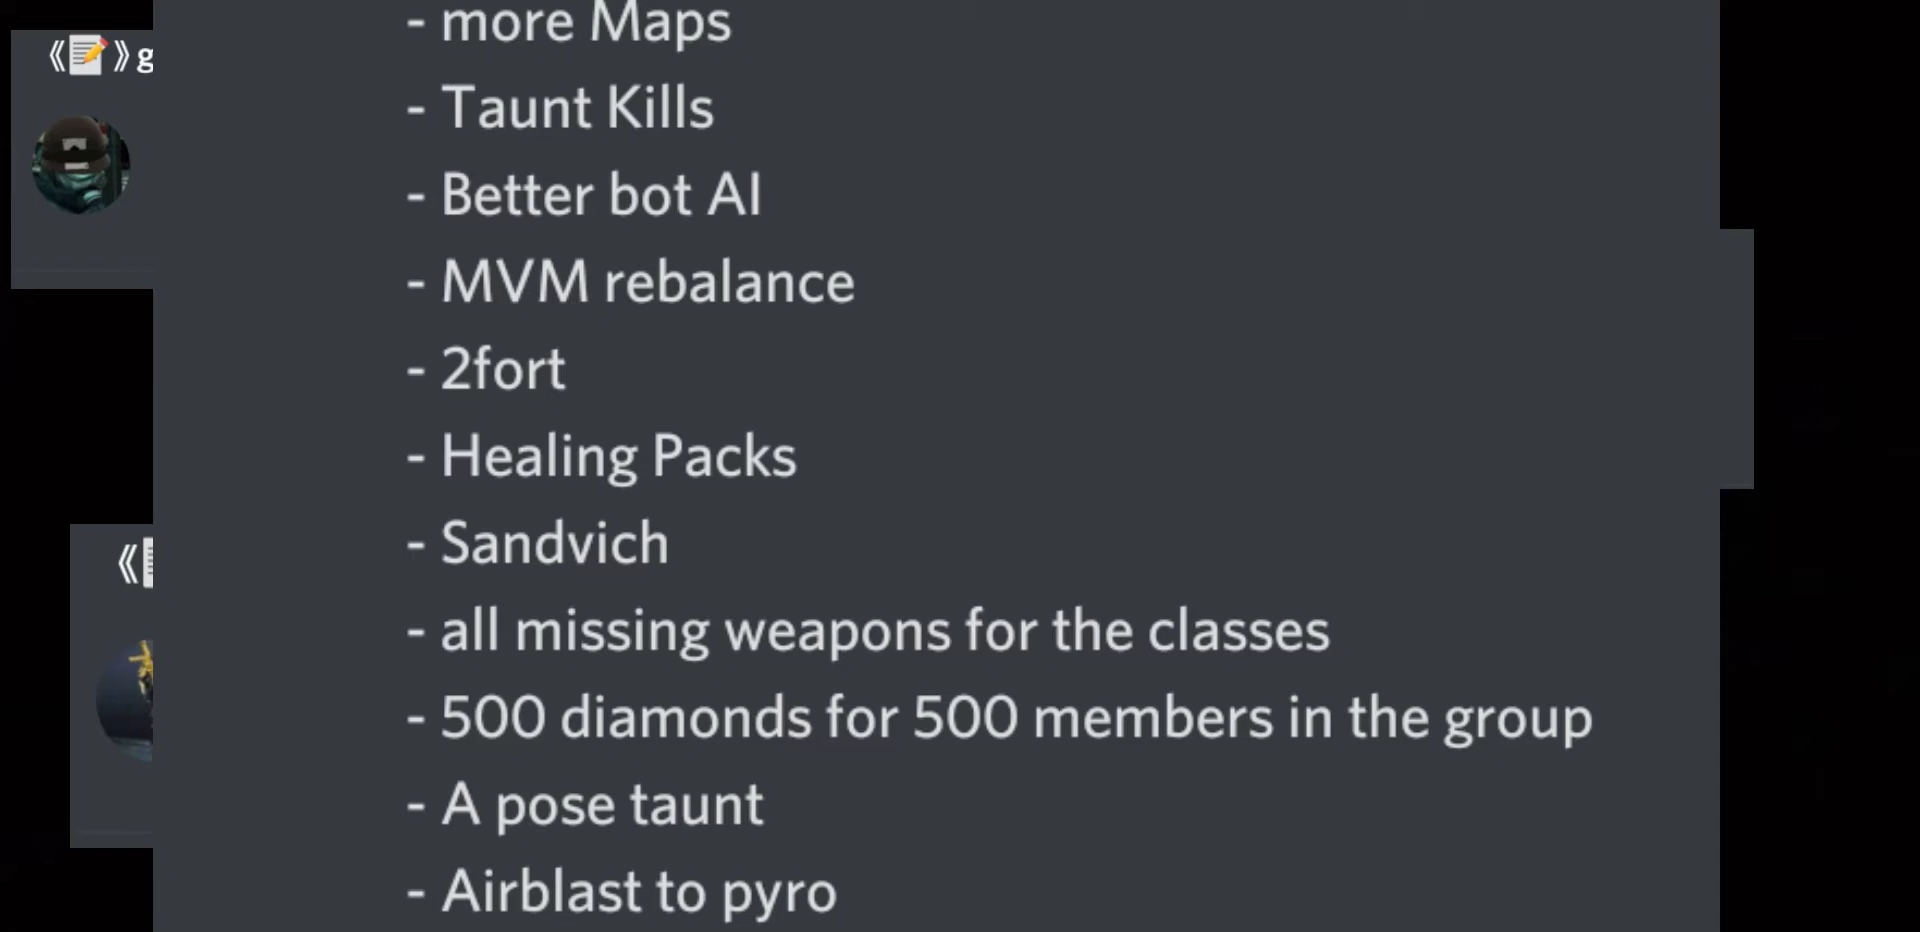 《📝》g
- more Maps
- Taunt Kills
- Better bot AI
- MVM rebalance
- 2fort
- Healing Packs
- Sandvich
- all missing weapons for the classes
- 500 diamonds for 500 members in the group
- A pose taunt
- Airblast to pyro
《